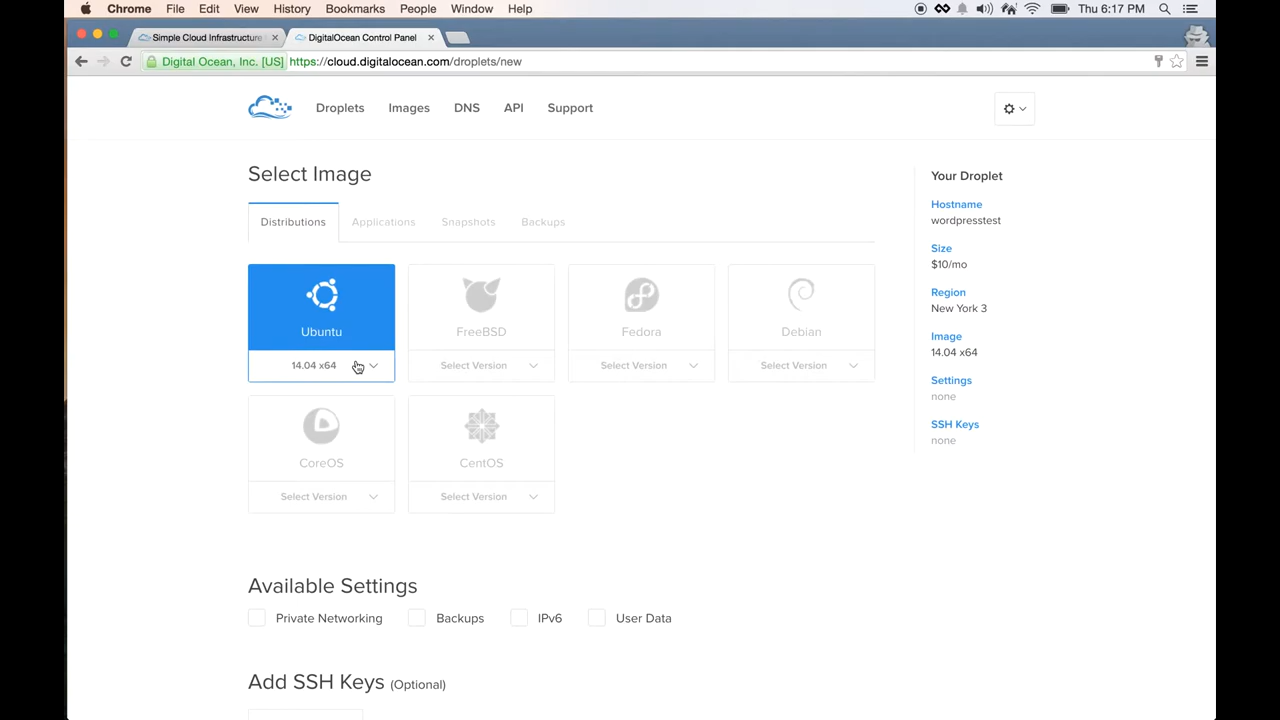 Chrome File Edit View History Bookmarks People Window Help Thu 6:17 PM
Simple Cloud Infrastructure DigitalOcean Control Panel
Digital Ocean, Inc. [US] https://cloud.digitalocean.com/droplets/new
Droplets Images DNS API Support
Select Image
Distributions Applications Snapshots Backups
Ubuntu FreeBSD Fedora Debian
14.04 x64 Select Version Select Version Select Version
CoreOS CentOS
Select Version Select Version
Available Settings
Private Networking Backups IPv6 User Data
Add SSH Keys (Optional)
Your Droplet
Hostname
wordpresstest
Size
$10/mo
Region
New York 3
Image
14.04 x64
Settings
none
SSH Keys
none